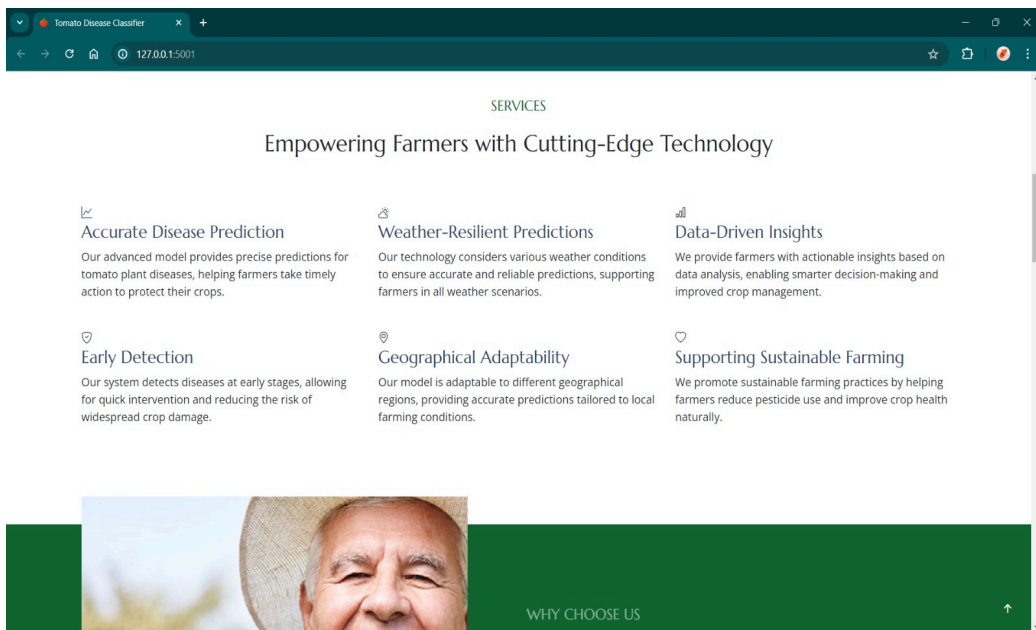 Tomato Disease Classifier
127.0.0.1:5001
SERVICES
Empowering Farmers with Cutting-Edge Technology
Accurate Disease Prediction
Our advanced model provides precise predictions for
tomato plant diseases, helping farmers take timely
action to protect their crops.
Weather-Resilient Predictions
Our technology considers various weather conditions
to ensure accurate and reliable predictions, supporting
farmers in all weather scenarios.
Data-Driven Insights
We provide farmers with actionable insights based on
data analysis, enabling smarter decision-making and
improved crop management.
Early Detection
Our system detects diseases at early stages, allowing
for quick intervention and reducing the risk of
widespread crop damage.
Geographical Adaptability
Our model is adaptable to different geographical
regions, providing accurate predictions tailored to local
farming conditions.
Supporting Sustainable Farming
We promote sustainable farming practices by helping
farmers reduce pesticide use and improve crop health
naturally.
WHY CHOOSE US